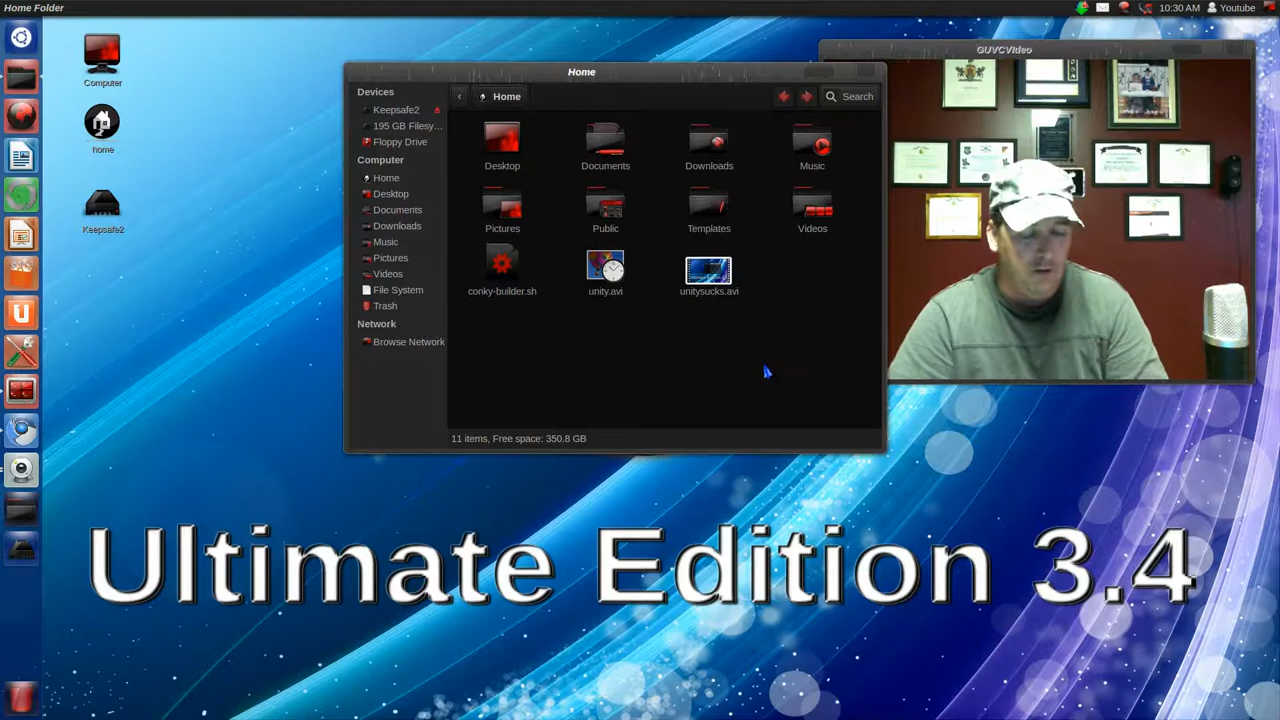 Home Folder
10:30 AM Youtube
Computer
home
Keepsafe2
GUVCVIdeo
Home
Devices
Keepsafe2
195 GB Filesy...
Floppy Drive
Computer
Home
Desktop
Documents
Downloads
Music
Pictures
Videos
File System
Trash
Network
Browse Network
Home
Search
Desktop
Documents
Downloads
Music
Pictures
Public
Templates
Videos
conky-builder.sh
unity.avi
unitysucks.avi
11 items, Free space: 350.8 GB
Ultimate Edition 3.4